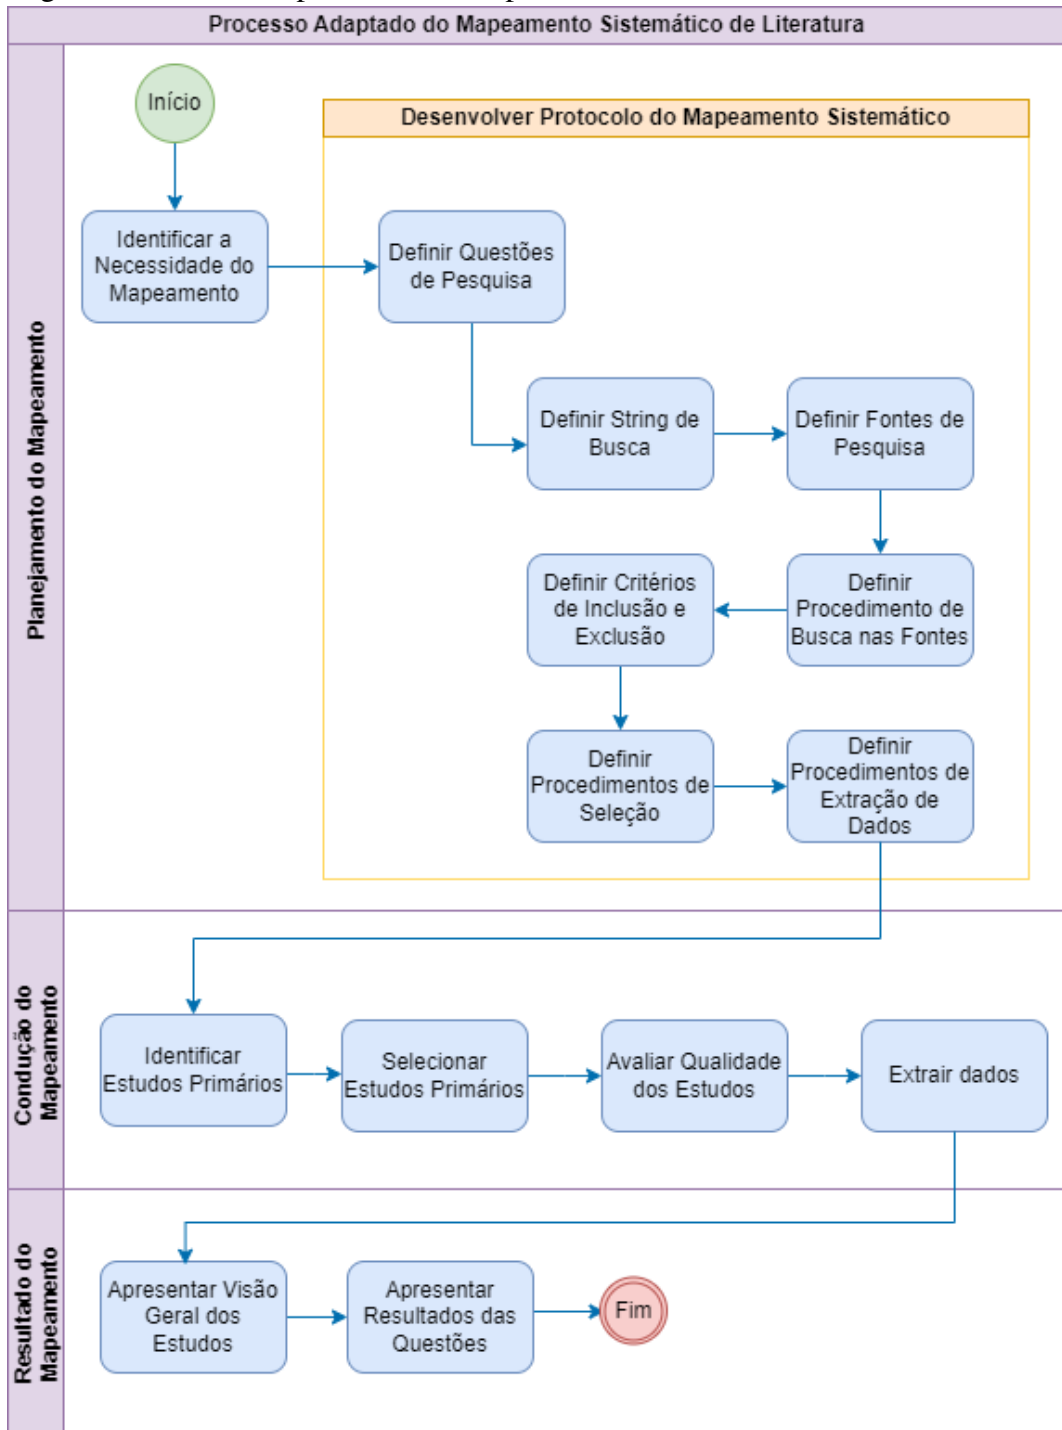 Processo Adaptado do Mapeamento Sistemático de Literatura
Planejamento do Mapeamento
Início
Desenvolver Protocolo do Mapeamento Sistemático
Identificar a
Necessidade do
Mapeamento
Definir Questões
de Pesquisa
Definir String de
Busca
Definir Fontes de
Pesquisa
Definir
Procedimento de
Busca nas Fontes
Definir Critérios
de Inclusão e
Exclusão
Definir
Procedimentos de
Seleção
Definir
Procedimentos de
Extração de
Dados
Condução do
Mapeamento
Identificar
Estudos Primários
Selecionar
Estudos Primários
Avaliar Qualidade
dos Estudos
Extrair dados
Resultado do
Mapeamento
Apresentar Visão
Geral dos
Estudos
Apresentar
Resultados das
Questões
Fim